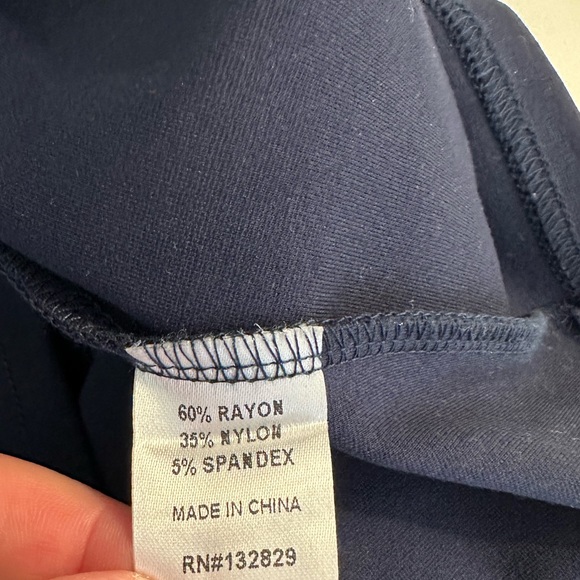 60% RAYON
35% NYLON
5% SPANDEX
MADE IN CHINA
RN#132829